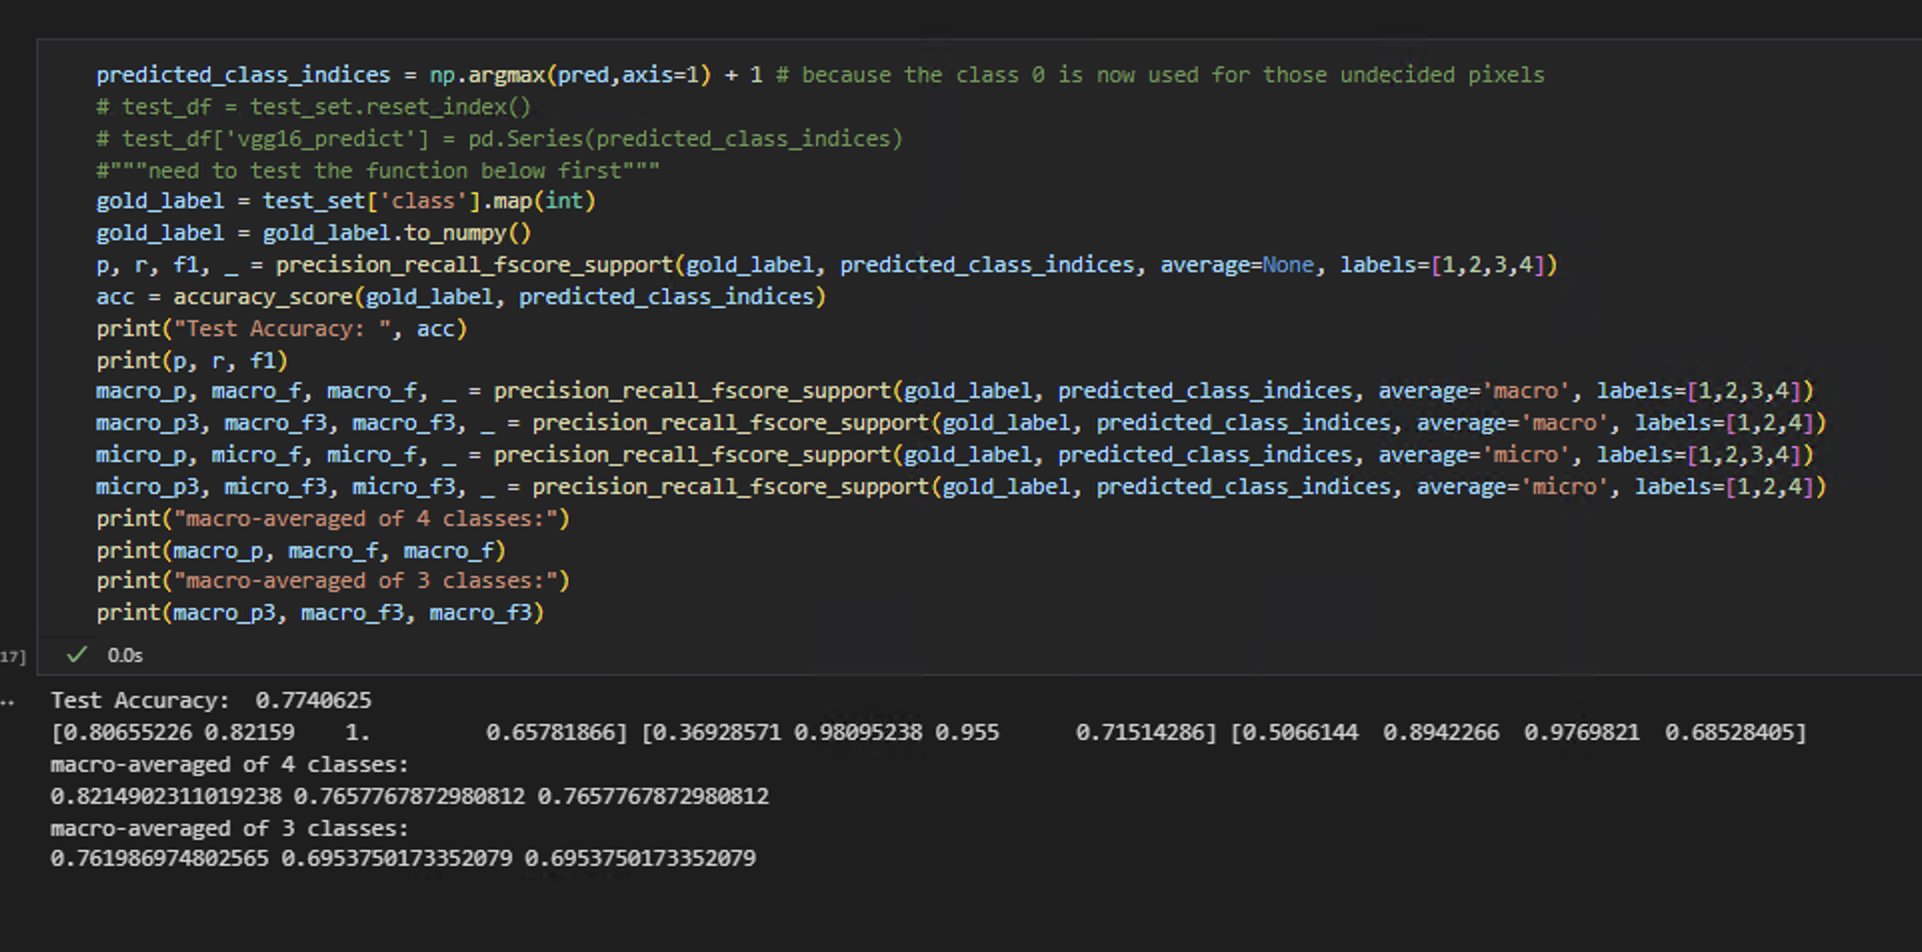 predicted_class_indices = np.argmax(pred,axis=1) + 1 # because the class 0 is now used for those undecided pixels
# test_df = test_set.reset_index()
# test_df['vgg16_predict'] = pd.Series(predicted_class_indices)
#"""need to test the function below first"""
gold_label = test_set['class'].map(int)
gold_label = gold_label.to_numpy()
p, r, f1, _ = precision_recall_fscore_support(gold_label, predicted_class_indices, average=None, labels=[1,2,3,4])
acc = accuracy_score(gold_label, predicted_class_indices)
print("Test Accuracy: ", acc)
print(p, r, f1)
macro_p, macro_f, macro_f, _ = precision_recall_fscore_support(gold_label, predicted_class_indices, average='macro', labels=[1,2,3,4])
macro_p3, macro_f3, macro_f3, _ = precision_recall_fscore_support(gold_label, predicted_class_indices, average='macro', labels=[1,2,4])
micro_p, micro_f, micro_f, _ = precision_recall_fscore_support(gold_label, predicted_class_indices, average='micro', labels=[1,2,3,4])
micro_p3, micro_f3, micro_f3, _ = precision_recall_fscore_support(gold_label, predicted_class_indices, average='micro', labels=[1,2,4])
print("macro-averaged of 4 classes:")
print(macro_p, macro_f, macro_f)
print("macro-averaged of 3 classes:")
print(macro_p3, macro_f3, macro_f3)
17] ✓ 0.0s
Test Accuracy:  0.7740625
[0.80655226 0.82159    1.         0.65781866] [0.36928571 0.98095238 0.955      0.71514286] [0.5066144  0.8942266  0.9769821  0.68528405]
macro-averaged of 4 classes:
0.8214902311019238 0.7657767872980812 0.7657767872980812
macro-averaged of 3 classes:
0.761986974802565 0.6953750173352079 0.6953750173352079